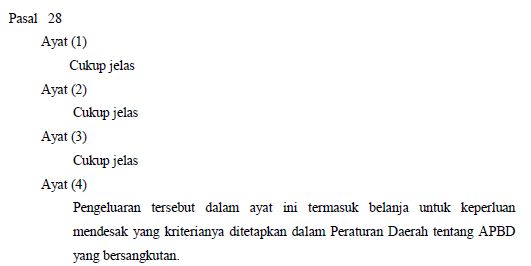 Pasal 28
Ayat (1)
Cukup jelas
Ayat (2)
Cukup jelas
Ayat (3)
Cukup jelas
Ayat (4)
Pengeluaran tersebut dalam ayat ini termasuk belanja untuk keperluan
mendesak yang kriterianya ditetapkan dalam Peraturan Daerah tentang APBD
yang bersangkutan.